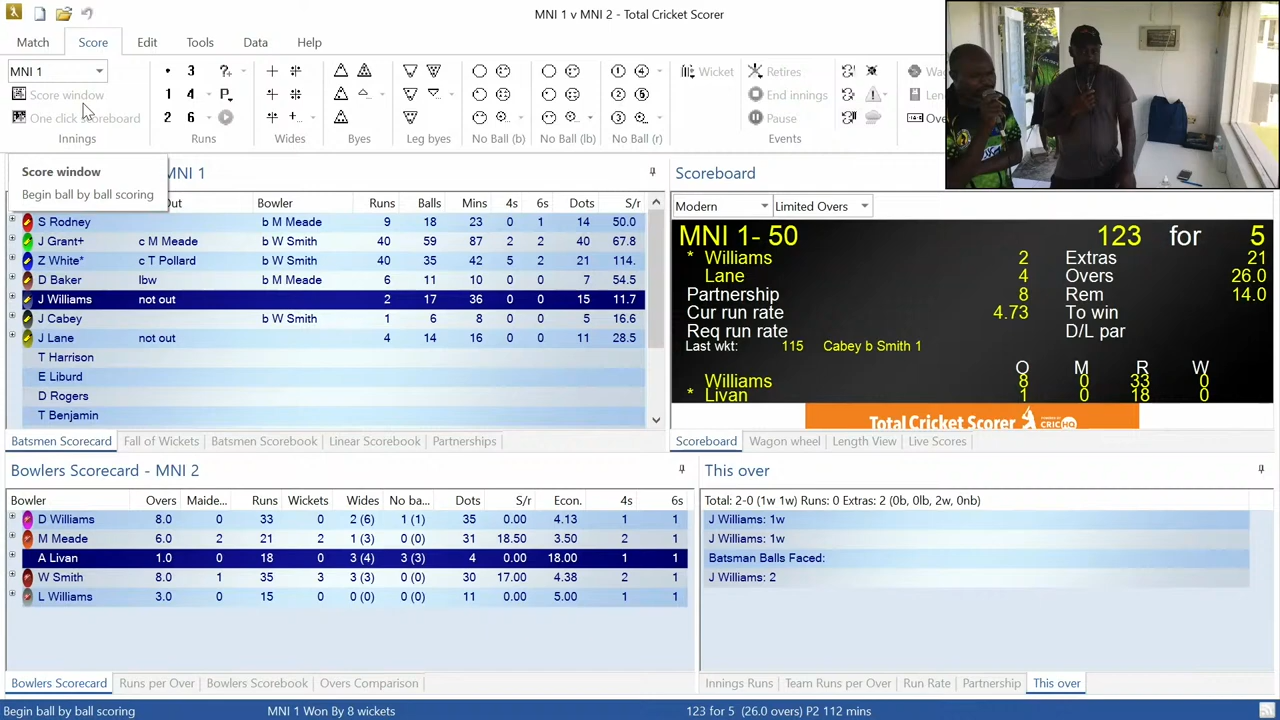 MNI 1 v MNI 2 - Total Cricket Scorer
Match Score Edit Tools Data Help
MNI 1
Score window
One click scoreboard
Innings
3
1 4 P
2 6
Runs
Wides
Byes
Leg byes
No Ball (b)
No Ball (lb)
1 4
2 5
3
No Ball (r)
Wicket
Retires
End innings
Pause
Events
Score window
Begin ball by ball scoring
MNI 1
Out Bowler Runs Balls Mins 4s 6s Dots S/r
S Rodney b M Meade 9 18 23 0 1 14 50.0
J Grant+ c M Meade b W Smith 40 59 87 2 2 40 67.8
Z White* c T Pollard b W Smith 40 35 42 5 2 21 114.
D Baker lbw b M Meade 6 11 10 0 0 7 54.5
J Williams not out 2 17 36 0 0 15 11.7
J Cabey b W Smith 1 6 8 0 0 5 16.6
J Lane not out 4 14 16 0 0 11 28.5
T Harrison
E Liburd
D Rogers
T Benjamin
Batsmen Scorecard Fall of Wickets Batsmen Scorebook Linear Scorebook Partnerships
Scoreboard
Modern Limited Overs
MNI 1- 50 123 for 5
* Williams 2 Extras 21
Lane 4 Overs 26.0
Partnership 8 Rem 14.0
Cur run rate 4.73 To win
Req run rate D/L par
Last wkt: 115 Cabey b Smith 1
O M R W
Williams 8 0 33 0
* Livan 1 0 18 0
Total Cricket Scorer POWERED BY CRICHQ
Scoreboard Wagon wheel Length View Live Scores
Bowlers Scorecard - MNI 2
Bowler Overs Maide... Runs Wickets Wides No ba... Dots S/r Econ. 4s 6s
D Williams 8.0 0 33 0 2 (6) 1 (1) 35 0.00 4.13 1 1
M Meade 6.0 2 21 2 1 (3) 0 (0) 31 18.50 3.50 1 1
A Livan 1.0 0 18 0 3 (4) 3 (3) 4 0.00 18.00 1 1
W Smith 8.0 1 35 3 3 (3) 0 (0) 30 17.00 4.38 2 1
L Williams 3.0 0 15 0 0 (0) 0 (0) 11 0.00 5.00 1 1
Bowlers Scorecard Runs per Over Bowlers Scorebook Overs Comparison
This over
Total: 2-0 (1w 1w) Runs: 0 Extras: 2 (0b, 0lb, 2w, 0nb)
J Williams: 1w
J Williams: 1w
Batsman Balls Faced:
J Williams: 2
Innings Runs Team Runs per Over Run Rate Partnership This over
Begin ball by ball scoring MNI 1 Won By 8 wickets 123 for 5 (26.0 overs) P2 112 mins